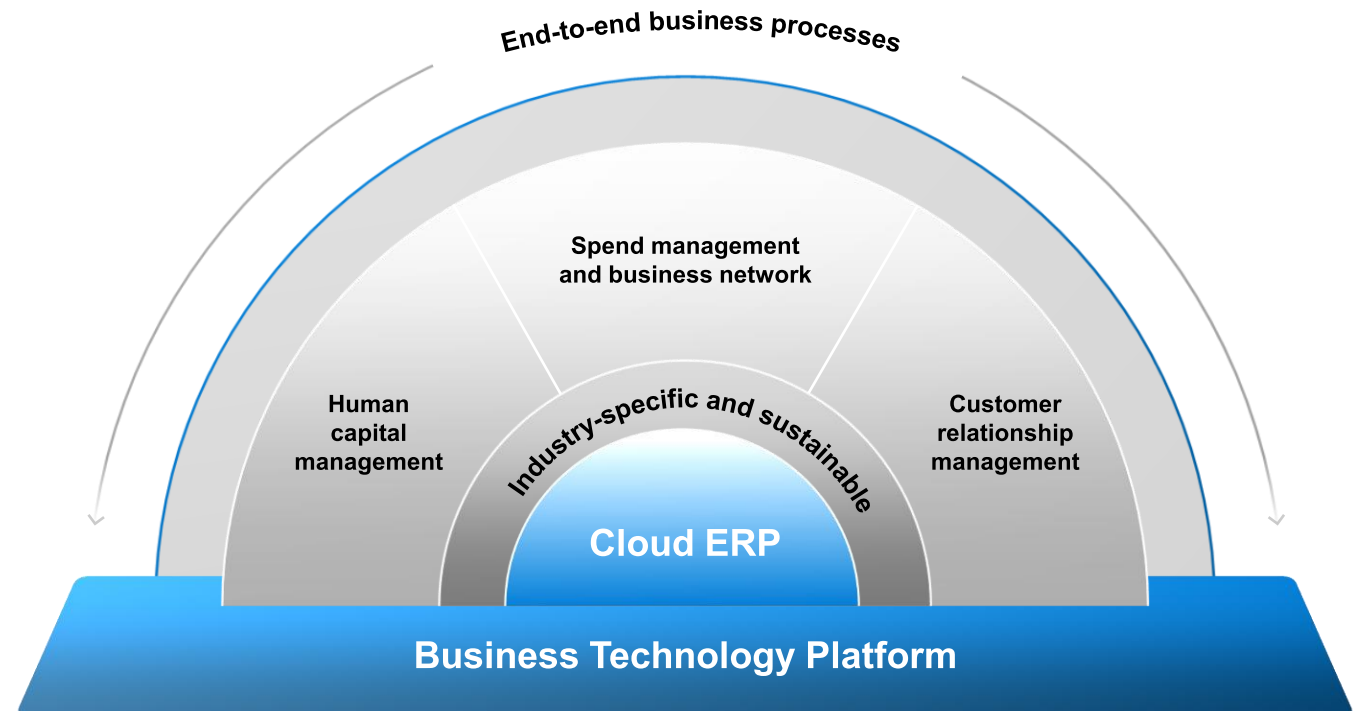 End-to-end business processes
Spend management
and business network
Human
capital
management
Customer
relationship
management
Industry-specific and sustainable
Cloud ERP
Business Technology Platform